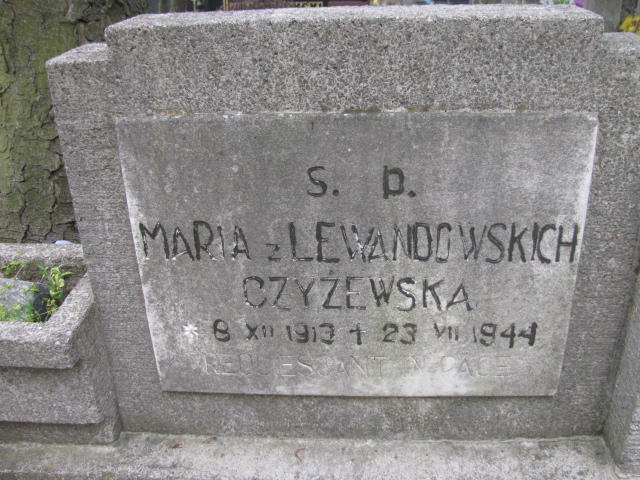 S. D.
MARIA z LEWANDOWSKICH
CZYŻEWSKA
* 8 XII 1913 + 23 VII 1944
REQUIESCANT IN PACE